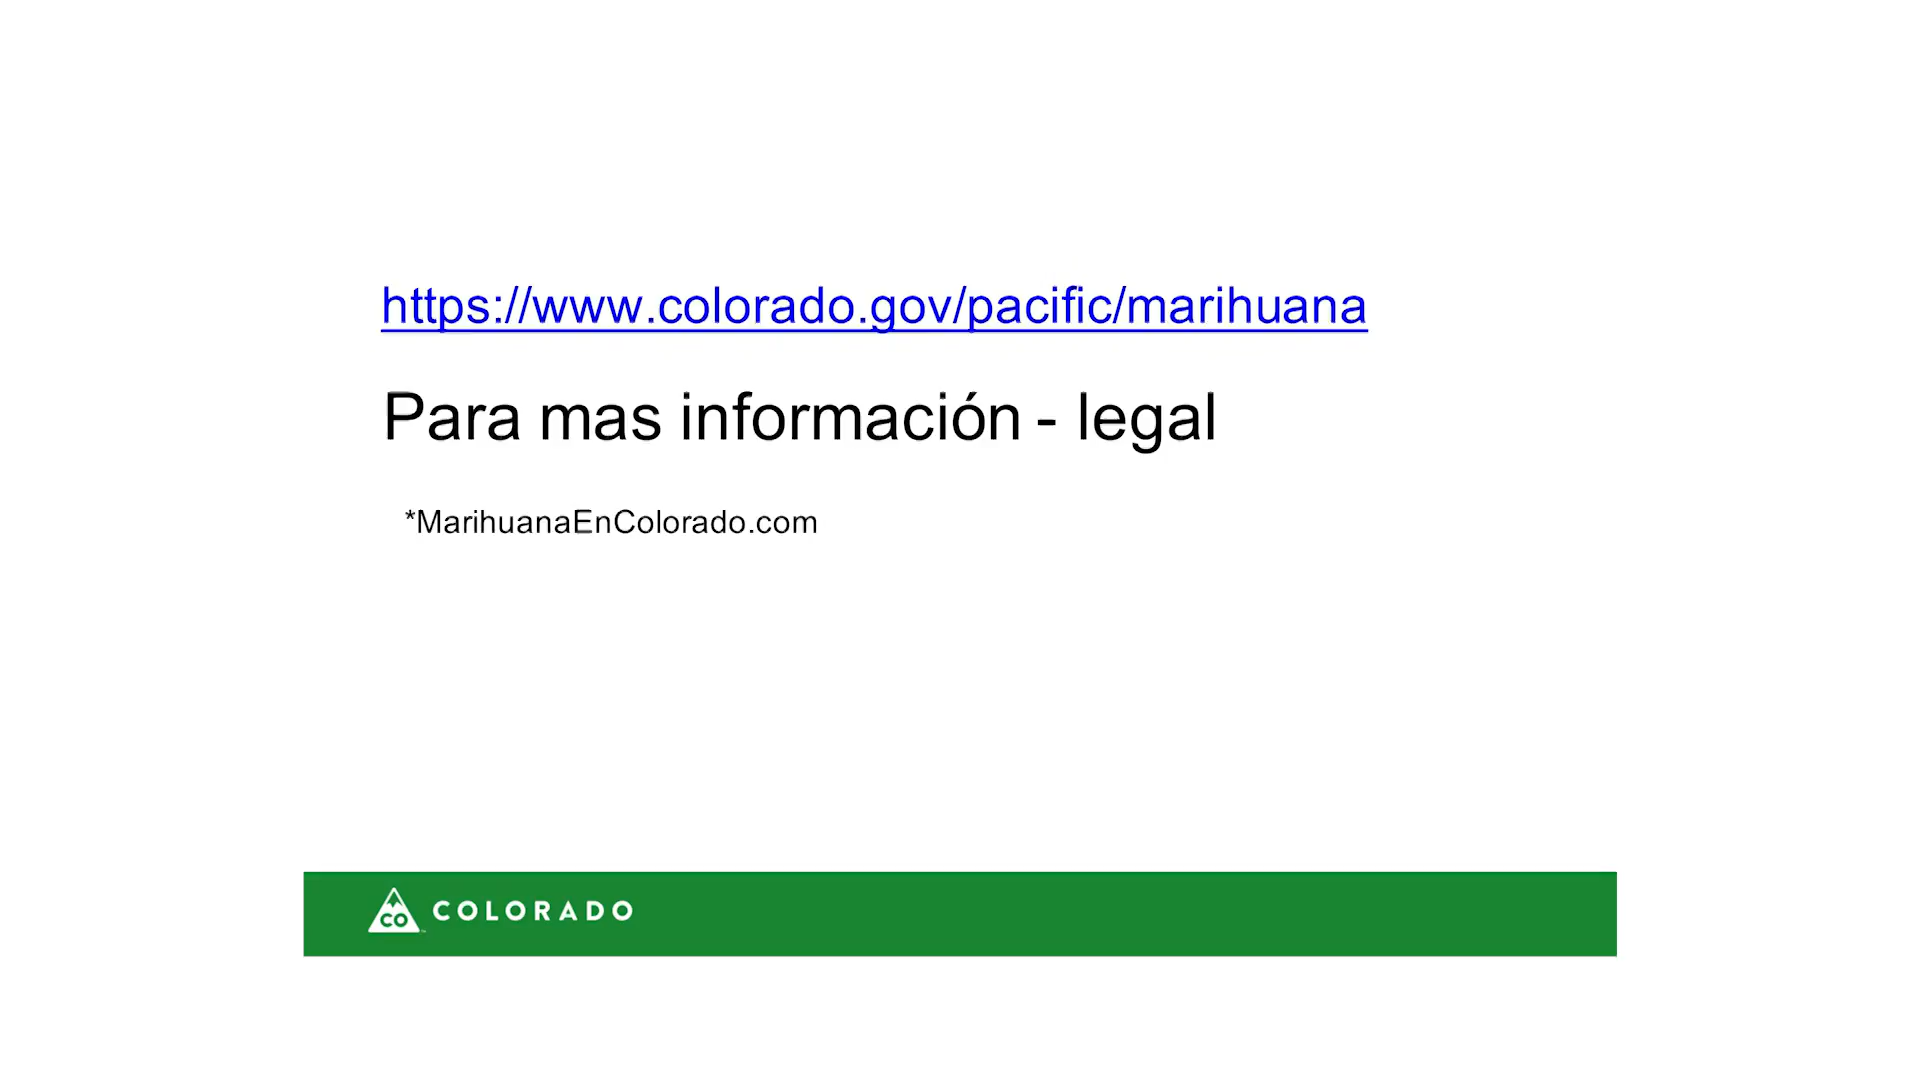 https://www.colorado.gov/pacific/marihuana
Para mas información - legal
*MarihuanaEnColorado.com
CO COLORADO